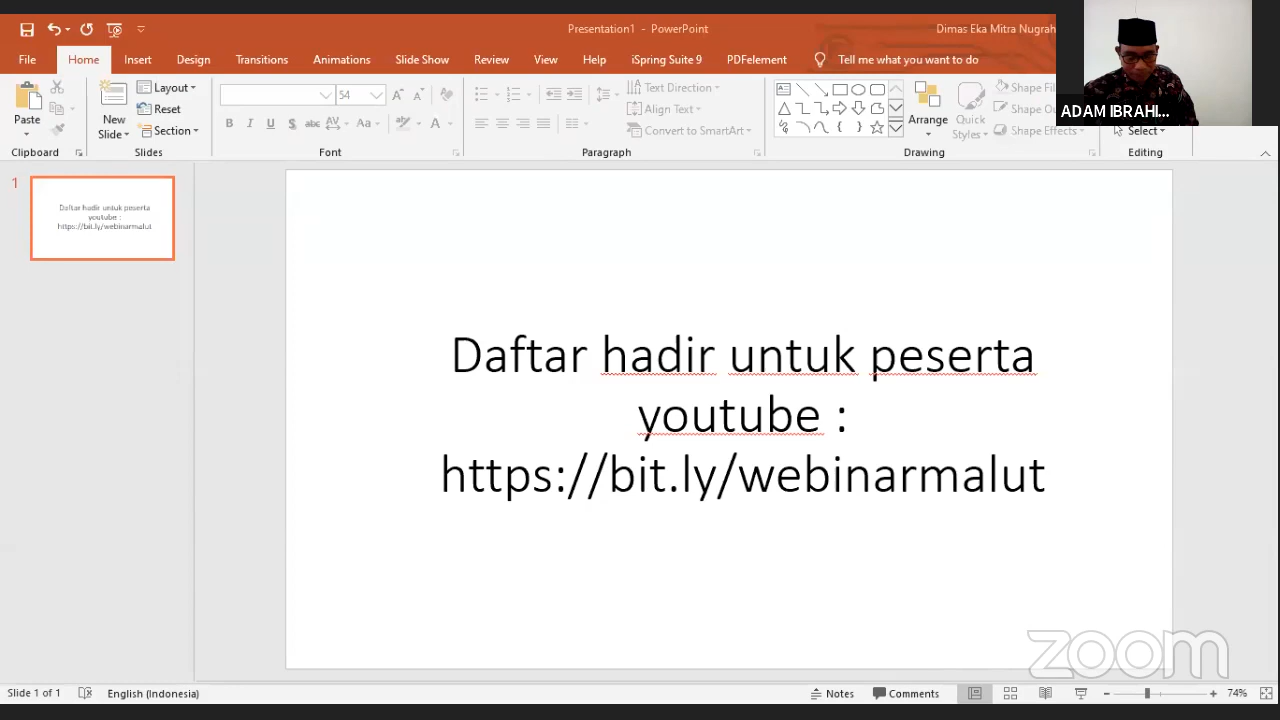 Presentation1 - PowerPoint
Dimas Eka Mitra Nugrah
File Home Insert Design Transitions Animations Slide Show Review View Help iSpring Suite 9 PDFelement Tell me what you want to do
ADAM IBRAHI...
Paste
New
Slide
Layout
Reset
Section
54
Text Direction
Align Text
Convert to SmartArt
Arrange
Quick
Styles
Shape Fil
Shape Ou
Shape Effects
Select
Clipboard Slides Font Paragraph Drawing Editing
1
Daftar hadir untuk peserta
youtube :
https://bit.ly/webinarmalut
Daftar hadir untuk peserta
youtube :
https://bit.ly/webinarmalut
zoom
Slide 1 of 1 English (Indonesia) Notes Comments 74%